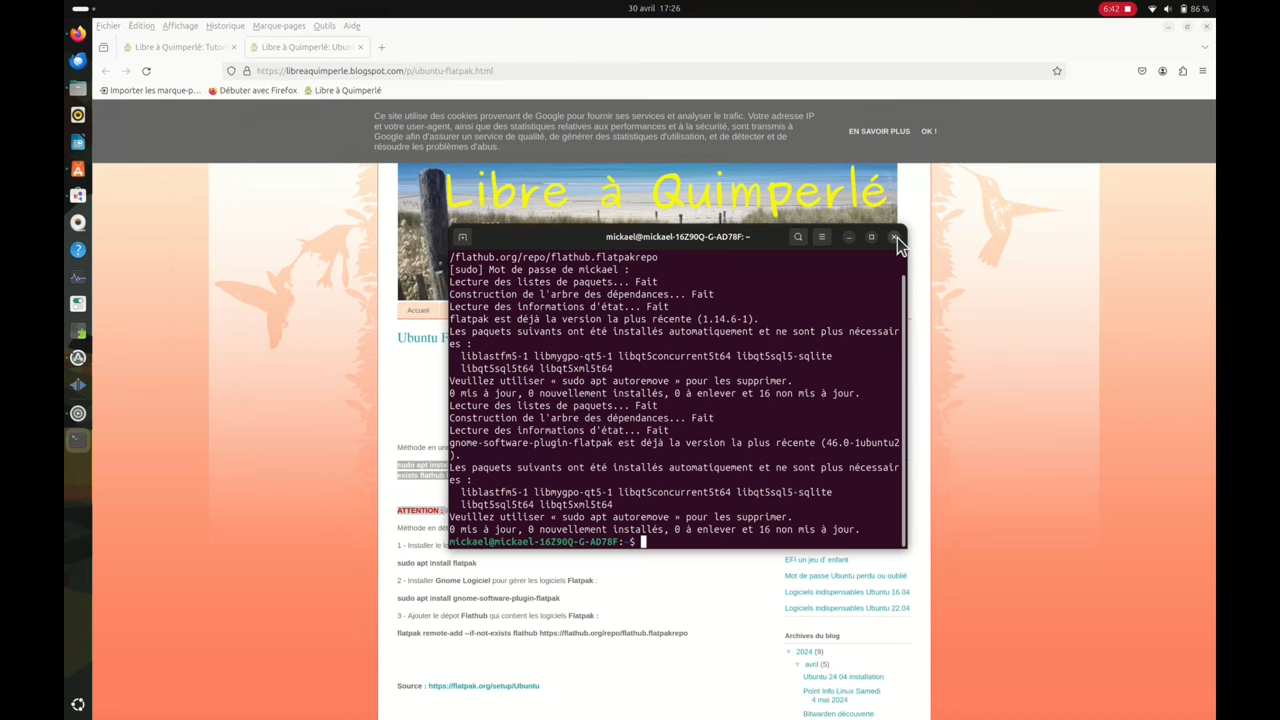 30 avril 17:26
6:42
86 %
Fichier Édition Affichage Historique Marque-pages Outils Aide
Libre à Quimperlé: Tutor
Libre à Quimperlé: Ubun
https://libreaquimperle.blogspot.com/p/ubuntu-flatpak.html
Importer les marque-p… Débuter avec Firefox Libre à Quimperlé
Ce site utilise des cookies provenant de Google pour fournir ses services et analyser le trafic. Votre adresse IP
et votre user-agent, ainsi que des statistiques relatives aux performances et à la sécurité, sont transmis à
Google afin d'assurer un service de qualité, de générer des statistiques d'utilisation, et de détecter et de
résoudre les problèmes d'abus.
EN SAVOIR PLUS OK !
Libre à Quimperlé
mickael@mickael-16Z90Q-G-AD78F: ~
/flathub.org/repo/flathub.flatpakrepo
[sudo] Mot de passe de mickael :
Lecture des listes de paquets... Fait
Construction de l'arbre des dépendances... Fait
Lecture des informations d'état... Fait
flatpak est déjà la version la plus récente (1.14.6-1).
Les paquets suivants ont été installés automatiquement et ne sont plus nécessair
es :
liblastfm5-1 libmygpo-qt5-1 libqt5concurrent5t64 libqt5sql5-sqlite
libqt5sql5t64 libqt5xml5t64
Veuillez utiliser « sudo apt autoremove » pour les supprimer.
0 mis à jour, 0 nouvellement installés, 0 à enlever et 16 non mis à jour.
Lecture des listes de paquets... Fait
Construction de l'arbre des dépendances... Fait
Lecture des informations d'état... Fait
gnome-software-plugin-flatpak est déjà la version la plus récente (46.0-1ubuntu2
).
Les paquets suivants ont été installés automatiquement et ne sont plus nécessair
es :
liblastfm5-1 libmygpo-qt5-1 libqt5concurrent5t64 libqt5sql5-sqlite
libqt5sql5t64 libqt5xml5t64
Veuillez utiliser « sudo apt autoremove » pour les supprimer.
0 mis à jour, 0 nouvellement installés, 0 à enlever et 16 non mis à jour.
mickael@mickael-16Z90Q-G-AD78F:~$
Accueil
Ubuntu F
Méthode en une
sudo apt insta
exists flathub
ATTENTION :
Méthode en dé
1 - Installer le lo
sudo apt install flatpak
2 - Installer Gnome Logiciel pour gérer les logiciels Flatpak :
sudo apt install gnome-software-plugin-flatpak
3 - Ajouter le dépot Flathub qui contient les logiciels Flatpak :
flatpak remote-add --if-not-exists flathub https://flathub.org/repo/flathub.flatpakrepo
Source : https://flatpak.org/setup/Ubuntu
EFI un jeu d' enfant
Mot de passe Ubuntu perdu ou oublié
Logiciels indispensables Ubuntu 16.04
Logiciels indispensables Ubuntu 22.04
Archives du blog
▼ 2024 (9)
▼ avril (5)
Ubuntu 24 04 installation
Point Info Linux Samedi
4 mai 2024
Bitwarden découverte